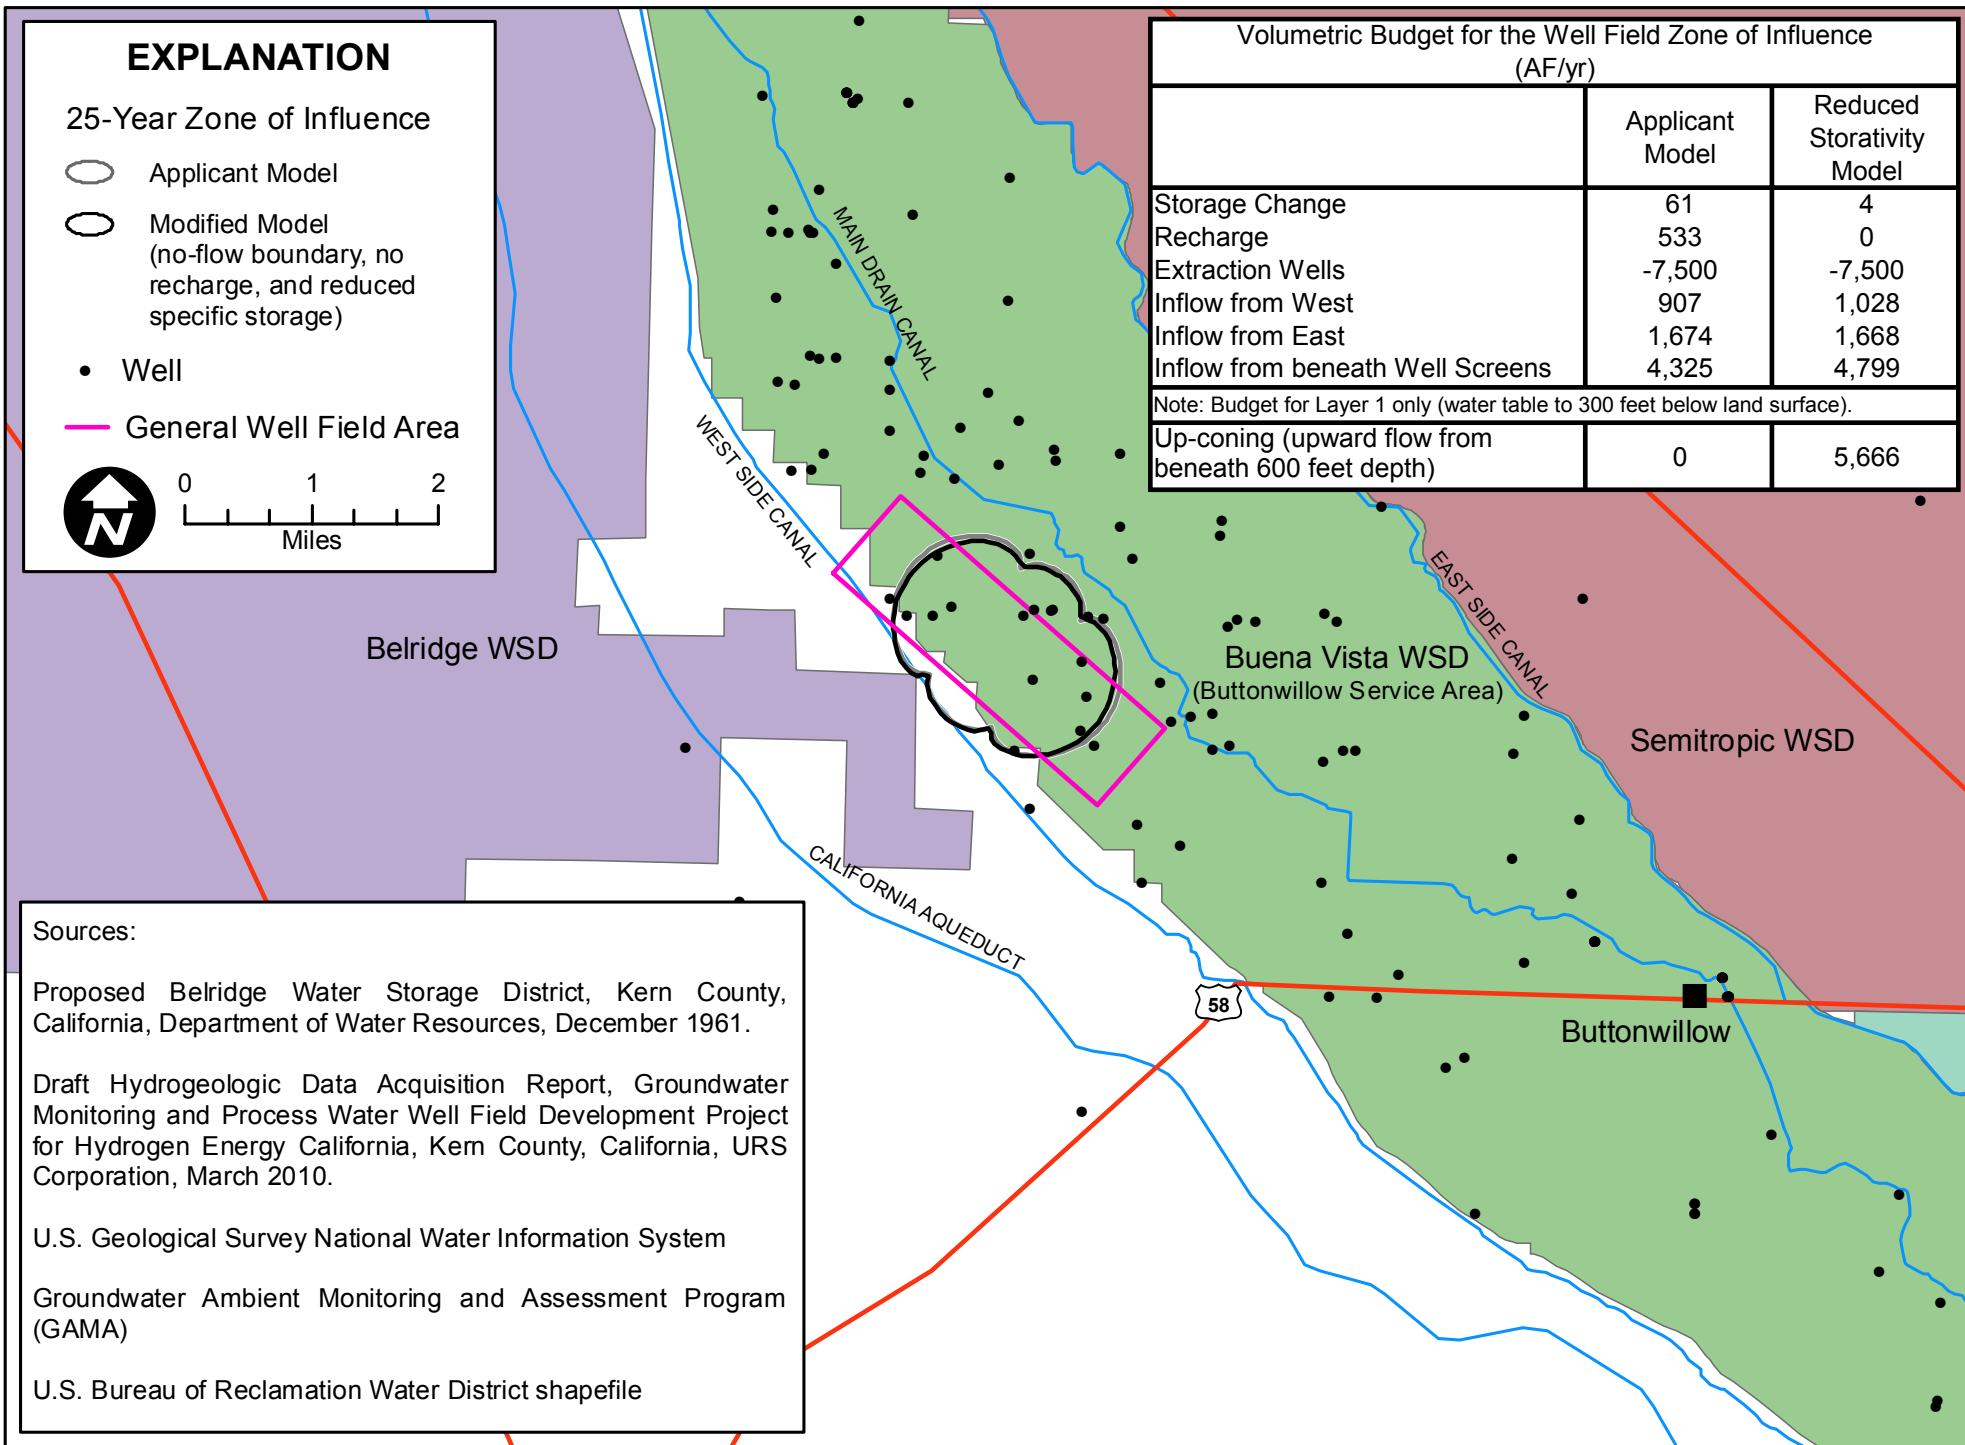 EXPLANATION
25-Year Zone of Influence
Applicant Model
Modified Model
(no-flow boundary, no
recharge, and reduced
specific storage)
Well
General Well Field Area
N
0 1 2
Miles
Volumetric Budget for the Well Field Zone of Influence
(AF/yr)
Applicant
Model
Reduced
Storativity
Model
Storage Change 61 4
Recharge 533 0
Extraction Wells -7,500 -7,500
Inflow from West 907 1,028
Inflow from East 1,674 1,668
Inflow from beneath Well Screens 4,325 4,799
Note: Budget for Layer 1 only (water table to 300 feet below land surface).
Up-coning (upward flow from
beneath 600 feet depth) 0 5,666
MAIN DRAIN CANAL
WEST SIDE CANAL
EAST SIDE CANAL
Belridge WSD
Buena Vista WSD
(Buttonwillow Service Area)
Semitropic WSD
CALIFORNIA AQUEDUCT
58
Buttonwillow
Sources:
Proposed Belridge Water Storage District, Kern County,
California, Department of Water Resources, December 1961.
Draft Hydrogeologic Data Acquisition Report, Groundwater
Monitoring and Process Water Well Field Development Project
for Hydrogen Energy California, Kern County, California, URS
Corporation, March 2010.
U.S. Geological Survey National Water Information System
Groundwater Ambient Monitoring and Assessment Program
(GAMA)
U.S. Bureau of Reclamation Water District shapefile